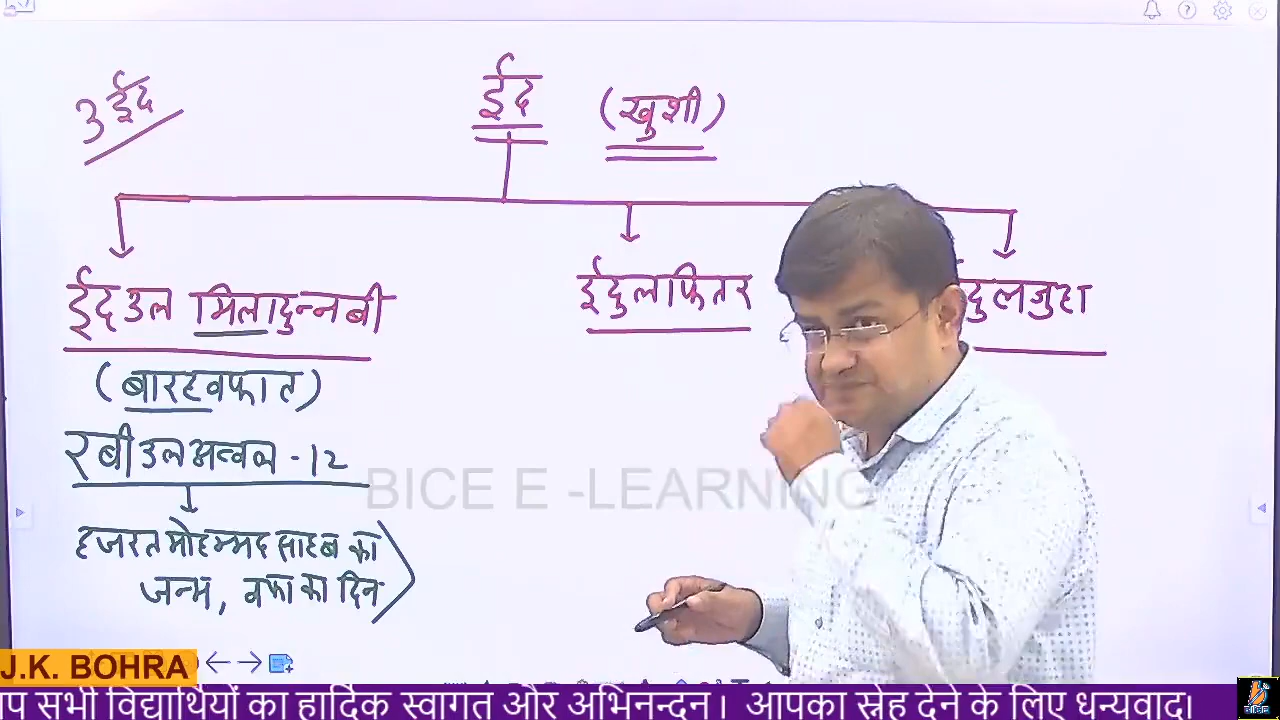 3 ईद
ईद (खुशी)
ईद उल मिलादुन्नबी
ईदुलफितर
दुलजुहा
(बारहवफात)
रबी उल अव्वल - 12
BICE E -LEARNING
हजरत मोहम्मद साहब का
जन्म, वफा का दिन
J.K. BOHRA
प सभी विद्यार्थियों का हार्दिक स्वागत और अभिनन्दन। आपका स्नेह देने के लिए धन्यवाद।
BICE